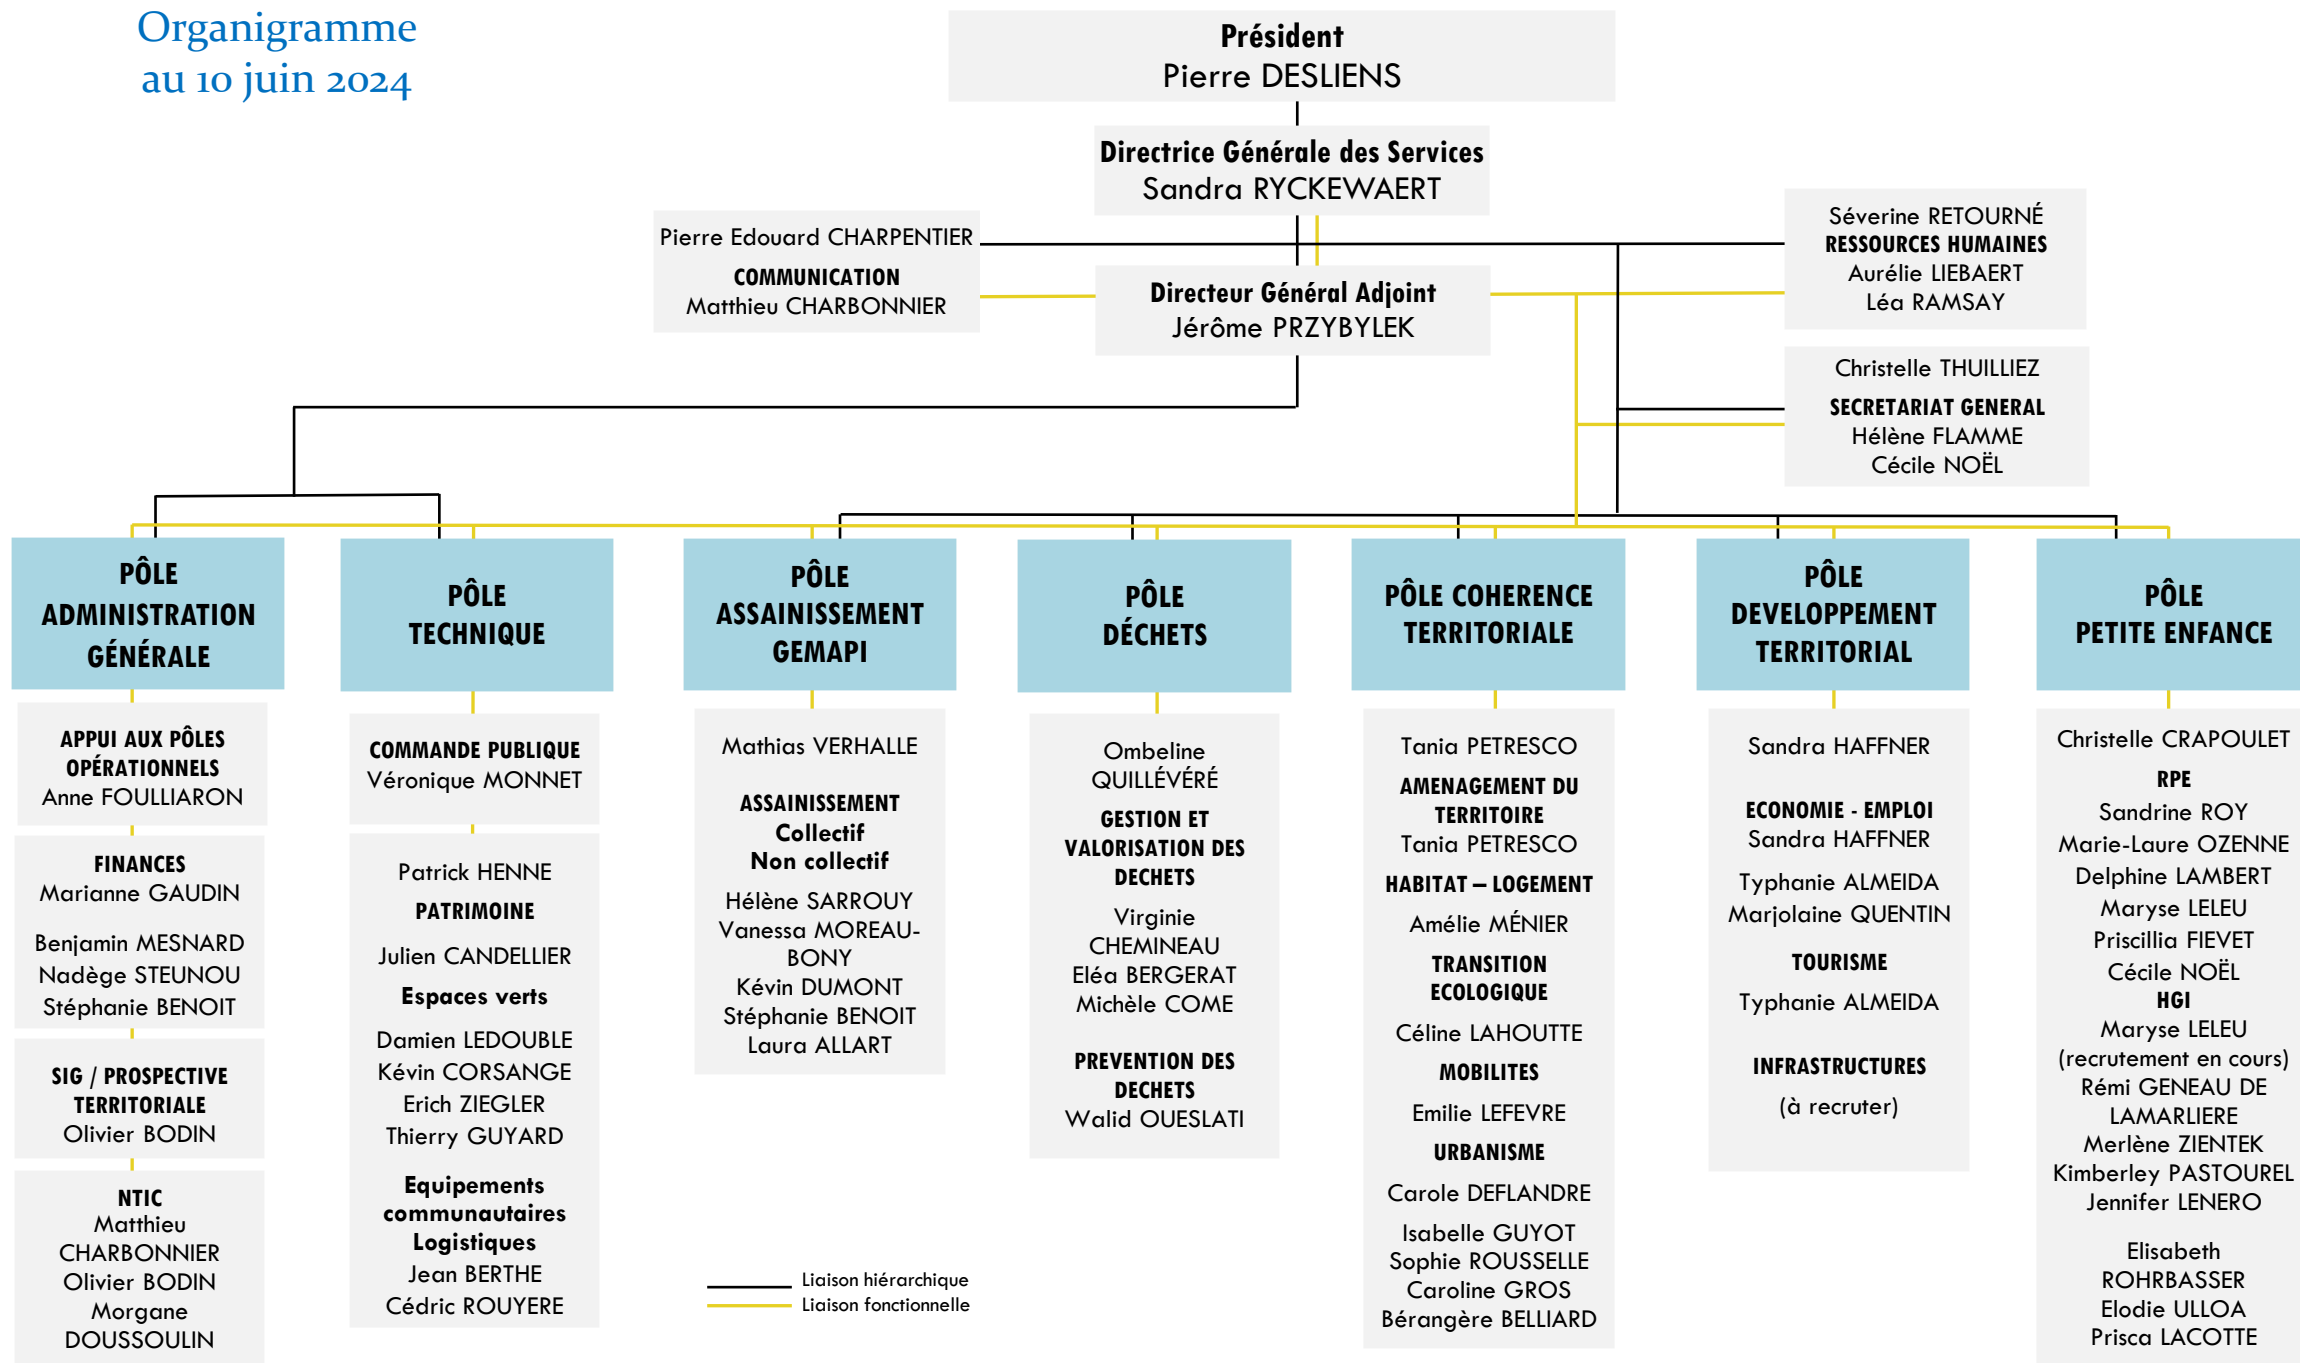 Organigramme
au 10 juin 2024
Président
Pierre DESLIENS
Directrice Générale des Services
Sandra RYCKEWAERT
Pierre Edouard CHARPENTIER
COMMUNICATION
Matthieu CHARBONNIER
Directeur Général Adjoint
Jérôme PRZYBYLEK
Séverine RETOURNÉ
RESSOURCES HUMAINES
Aurélie LIEBAERT
Léa RAMSAY
Christelle THUILLIEZ
SECRETARIAT GENERAL
Hélène FLAMME
Cécile NOËL
PÔLE
ADMINISTRATION
GÉNÉRALE
APPUI AUX PÔLES
OPÉRATIONNELS
Anne FOULLIARON
FINANCES
Marianne GAUDIN
Benjamin MESNARD
Nadège STEUNOU
Stéphanie BENOIT
SIG / PROSPECTIVE
TERRITORIALE
Olivier BODIN
NTIC
Matthieu
CHARBONNIER
Olivier BODIN
Morgane
DOUSSOULIN
PÔLE
TECHNIQUE
COMMANDE PUBLIQUE
Véronique MONNET
Patrick HENNE
PATRIMOINE
Julien CANDELLIER
Espaces verts
Damien LEDOUBLE
Kévin CORSANGE
Erich ZIEGLER
Thierry GUYARD
Equipements
communautaires
Logistiques
Jean BERTHE
Cédric ROUYERE
PÔLE
ASSAINISSEMENT
GEMAPI
Mathias VERHALLE
ASSAINISSEMENT
Collectif
Non collectif
Hélène SARROUY
Vanessa MOREAU-
BONY
Kévin DUMONT
Stéphanie BENOIT
Laura ALLART
PÔLE
DÉCHETS
Ombeline
QUILLÉVÉRÉ
GESTION ET
VALORISATION DES
DECHETS
Virginie
CHEMINEAU
Eléa BERGERAT
Michèle COME
PREVENTION DES
DECHETS
Walid OUESLATI
PÔLE COHERENCE
TERRITORIALE
Tania PETRESCO
AMENAGEMENT DU
TERRITOIRE
Tania PETRESCO
HABITAT – LOGEMENT
Amélie MÉNIER
TRANSITION
ECOLOGIQUE
Céline LAHOUTTE
MOBILITES
Emilie LEFEVRE
URBANISME
Carole DEFLANDRE
Isabelle GUYOT
Sophie ROUSSELLE
Caroline GROS
Bérangère BELLIARD
PÔLE
DEVELOPPEMENT
TERRITORIAL
Sandra HAFFNER
ECONOMIE - EMPLOI
Sandra HAFFNER
Typhanie ALMEIDA
Marjolaine QUENTIN
TOURISME
Typhanie ALMEIDA
INFRASTRUCTURES
(à recruter)
PÔLE
PETITE ENFANCE
Christelle CRAPOULET
RPE
Sandrine ROY
Marie-Laure OZENNE
Delphine LAMBERT
Maryse LELEU
Priscillia FIEVET
Cécile NOËL
HGI
Maryse LELEU
(recrutement en cours)
Rémi GENEAU DE
LAMARLIERE
Merlène ZIENTEK
Kimberley PASTOUREL
Jennifer LENERO
Elisabeth
ROHRBASSER
Elodie ULLOA
Prisca LACOTTE
Liaison hiérarchique
Liaison fonctionnelle